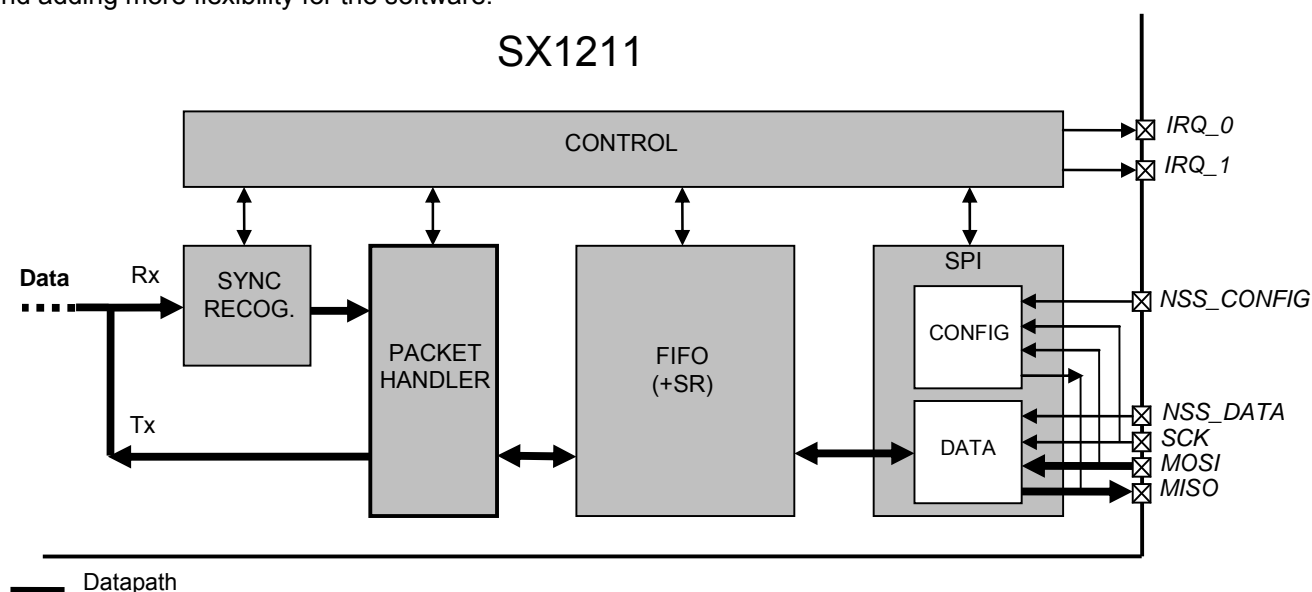 nd adding more flexibility for the software.
SX1211
CONTROL
IRQ_0
IRQ_1
Data
Rx
SYNC
RECOG.
PACKET
HANDLER
FIFO
(+SR)
SPI
CONFIG
DATA
NSS_CONFIG
NSS_DATA
SCK
MOSI
MISO
Tx
Datapath